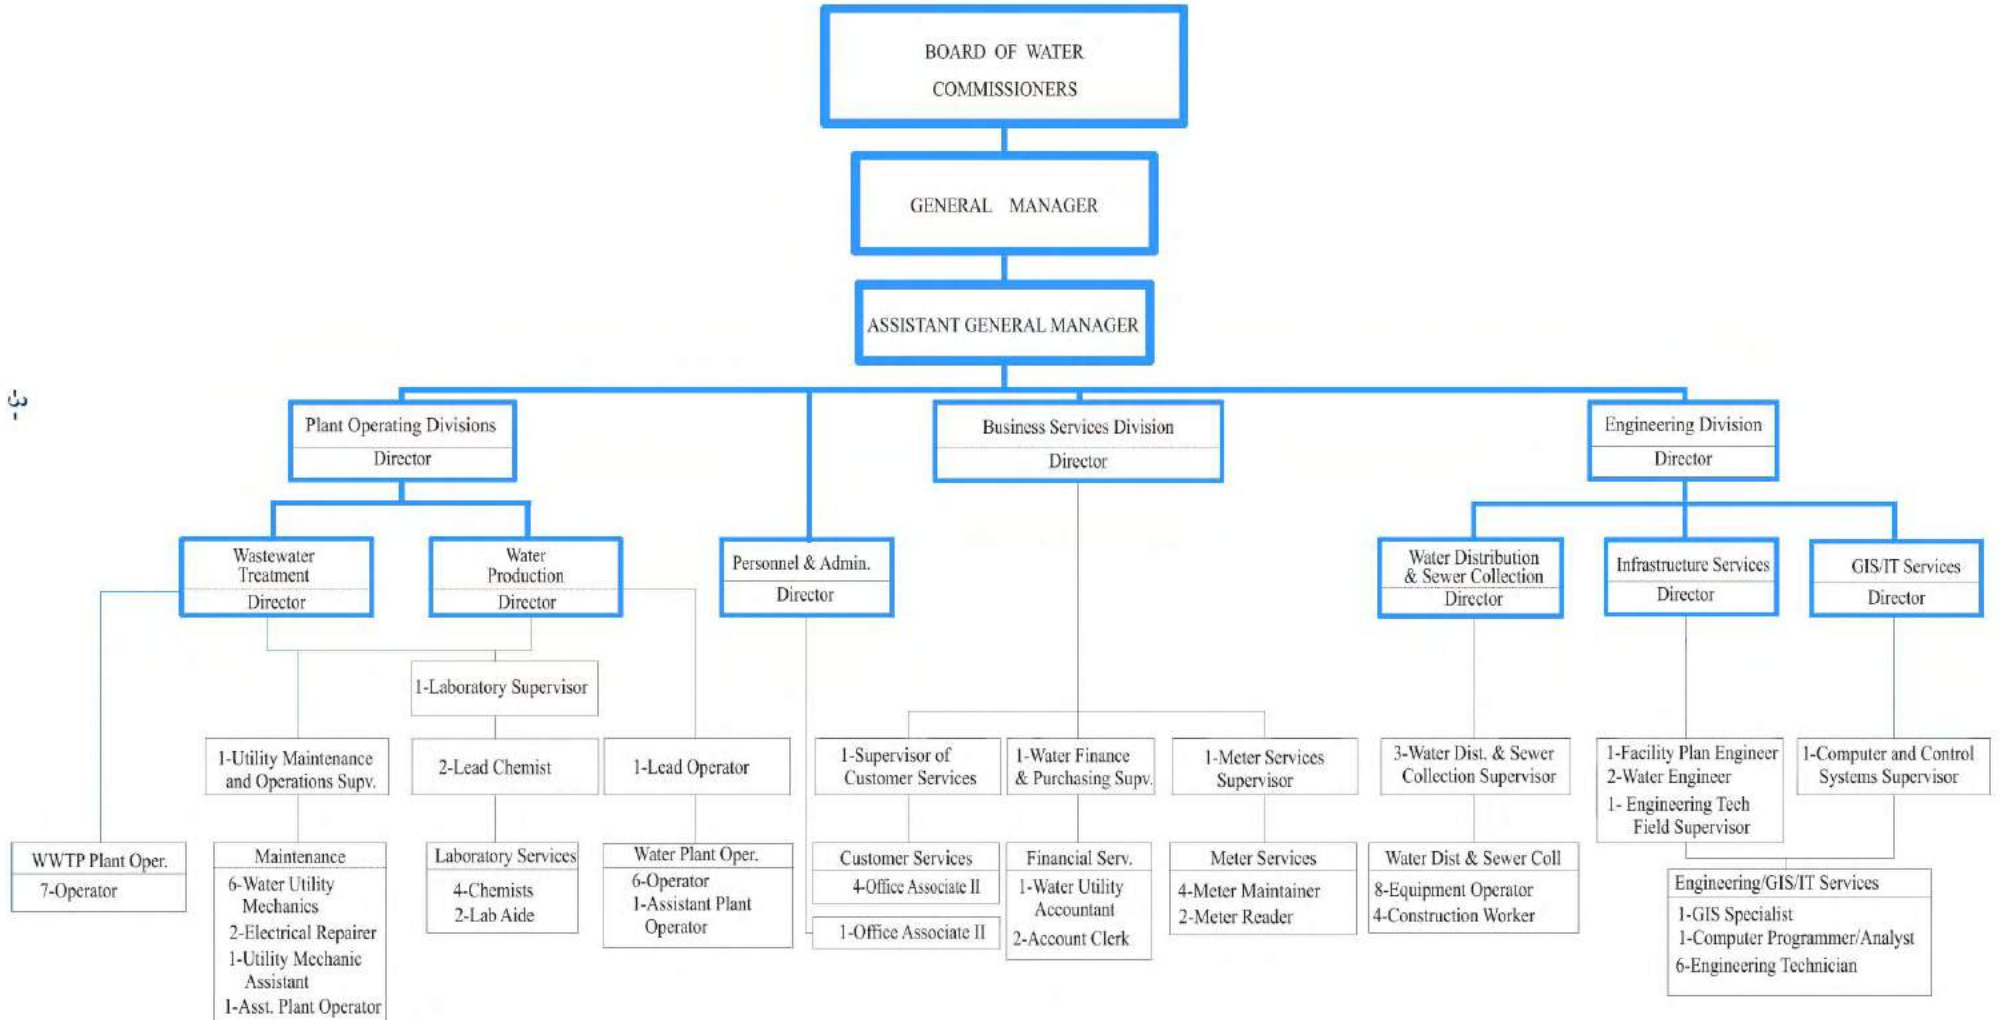 BOARD OF WATER
COMMISSIONERS
GENERAL MANAGER
ASSISTANT GENERAL MANAGER
-3-
Plant Operating Divisions
Director
Business Services Division
Director
Engineering Division
Director
Wastewater
Treatment
Director
Water
Production
Director
Personnel & Admin.
Director
Water Distribution
& Sewer Collection
Director
Infrastructure Services
Director
GIS/IT Services
Director
1-Laboratory Supervisor
1-Utility Maintenance
and Operations Supv.
2-Lead Chemist
1-Lead Operator
1-Supervisor of
Customer Services
1-Water Finance
& Purchasing Supv.
1-Meter Services
Supervisor
3-Water Dist. & Sewer
Collection Supervisor
1-Facility Plan Engineer
2-Water Engineer
1- Engineering Tech
Field Supervisor
1-Computer and Control
Systems Supervisor
WWTP Plant Oper.
7-Operator
Maintenance
6-Water Utility
Mechanics
2-Electrical Repairer
1-Utility Mechanic
Assistant
1-Asst. Plant Operator
Laboratory Services
4-Chemists
2-Lab Aide
Water Plant Oper.
6-Operator
1-Assistant Plant
Operator
Customer Services
4-Office Associate II
1-Office Associate II
Financial Serv.
1-Water Utility
Accountant
2-Account Clerk
Meter Services
4-Meter Maintainer
2-Meter Reader
Water Dist & Sewer Coll
8-Equipment Operator
4-Construction Worker
Engineering/GIS/IT Services
1-GIS Specialist
1-Computer Programmer/Analyst
6-Engineering Technician